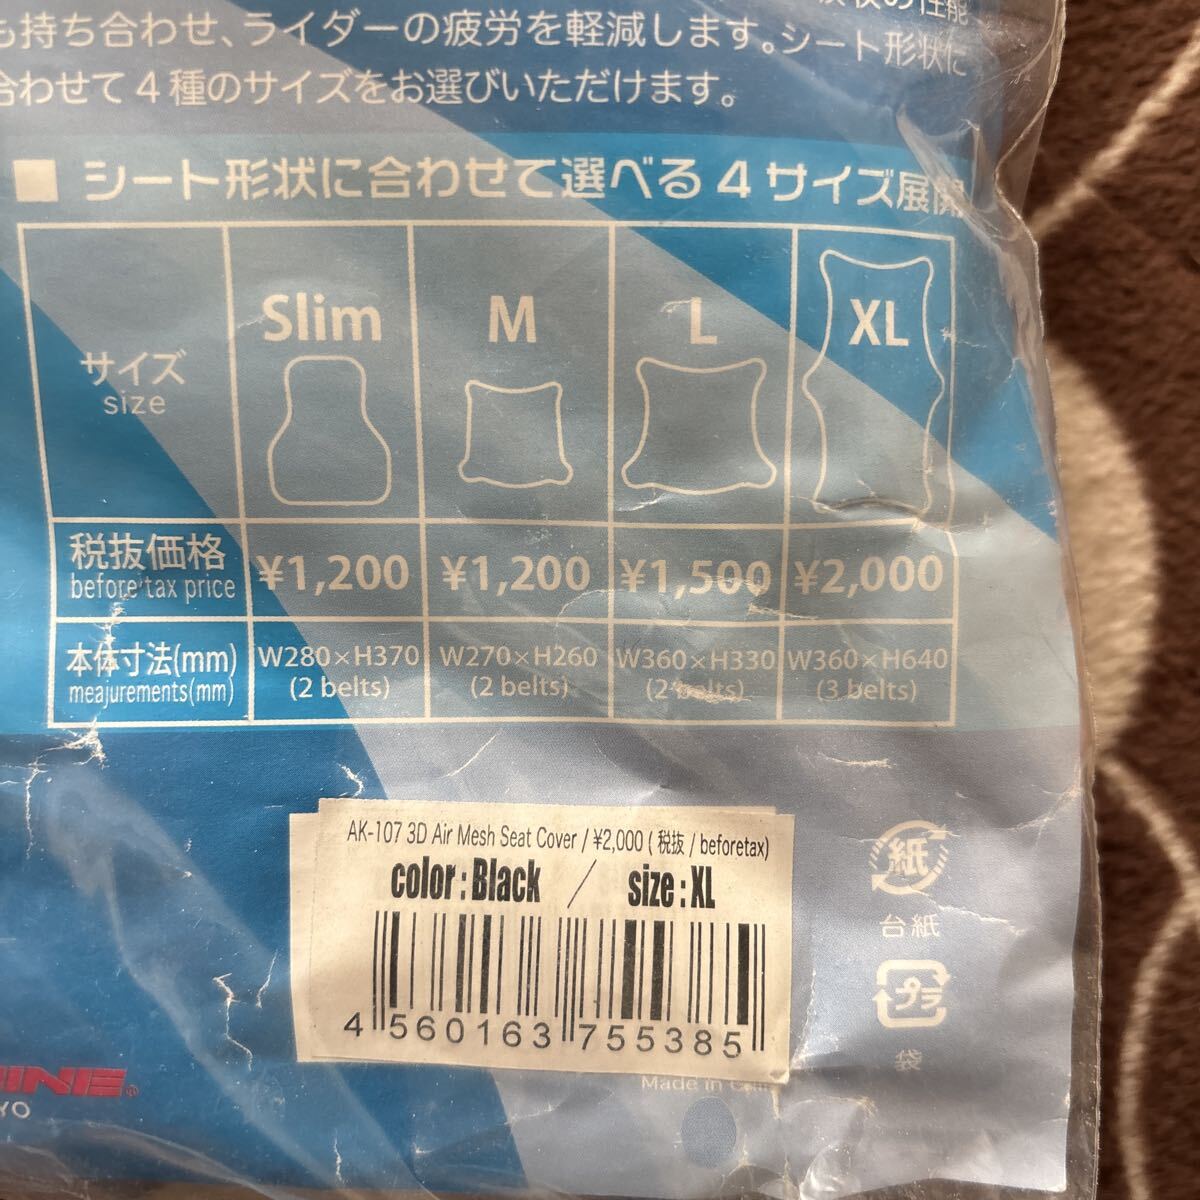 の性能
も持ち合わせ、ライダーの疲労を軽減します。シート形状に
合わせて4種のサイズをお選びいただけます。
■ シート形状に合わせて選べる4サイズ展開
サイズ
size
Slim
M
L
XL
税抜価格
before tax price
¥1,200
¥1,200
¥1,500
¥2,000
本体寸法(mm)
meajurements(mm)
W280×H370
(2 belts)
W270×H260
(2 belts)
W360×H330
(2 belts)
W360×H640
(3 belts)
AK-107 3D Air Mesh Seat Cover / ¥2,000 ( 税抜 / beforetax)
color : Black / size : XL
4 560163 755385
紙
台紙
プラ
袋
Made in
INE®
YO